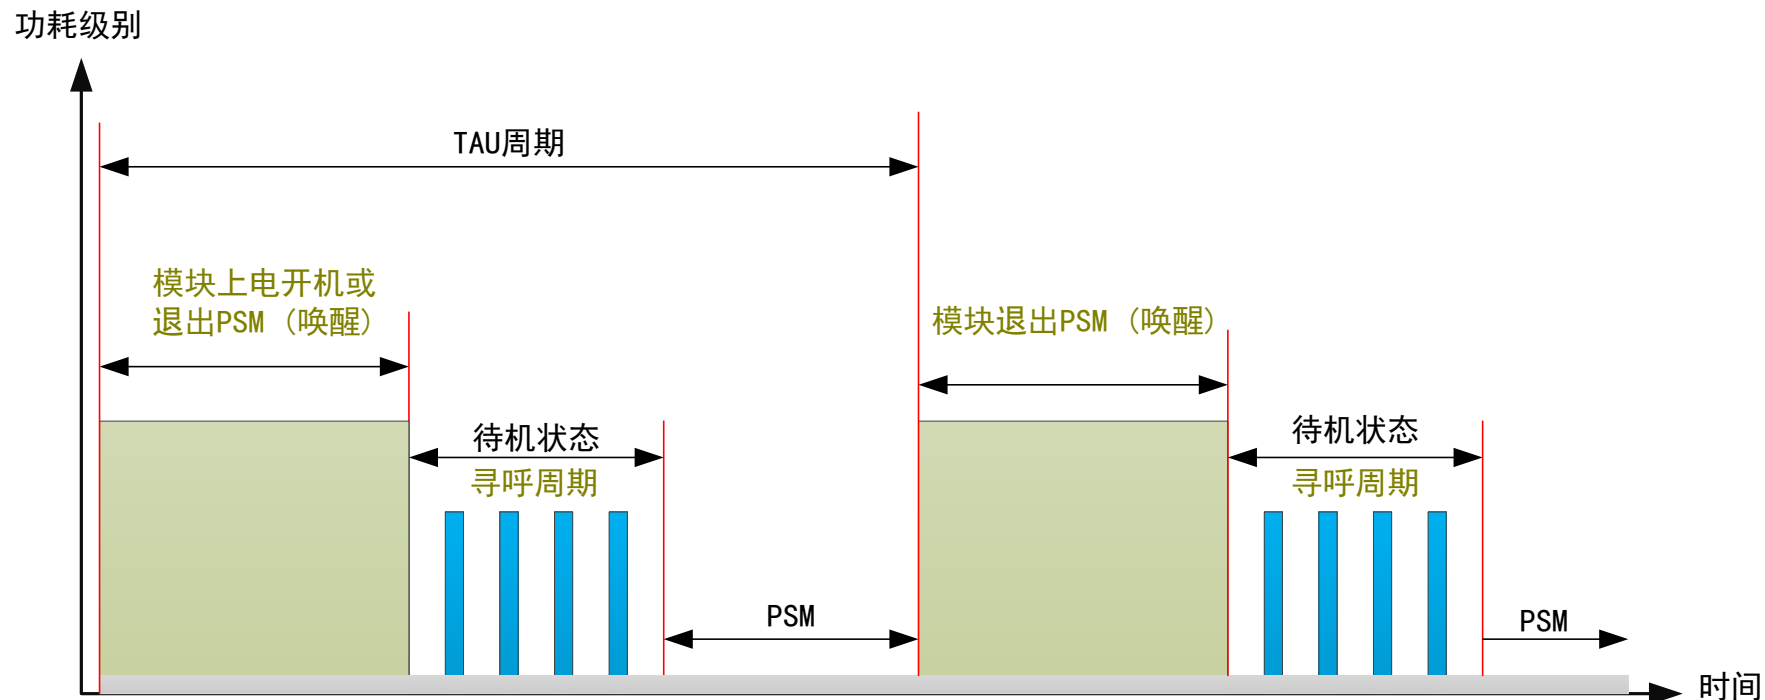 功耗级别
TAU周期
模块上电开机或
退出PSM（唤醒）
模块退出PSM（唤醒）
待机状态
寻呼周期
待机状态
寻呼周期
PSM
PSM
时间